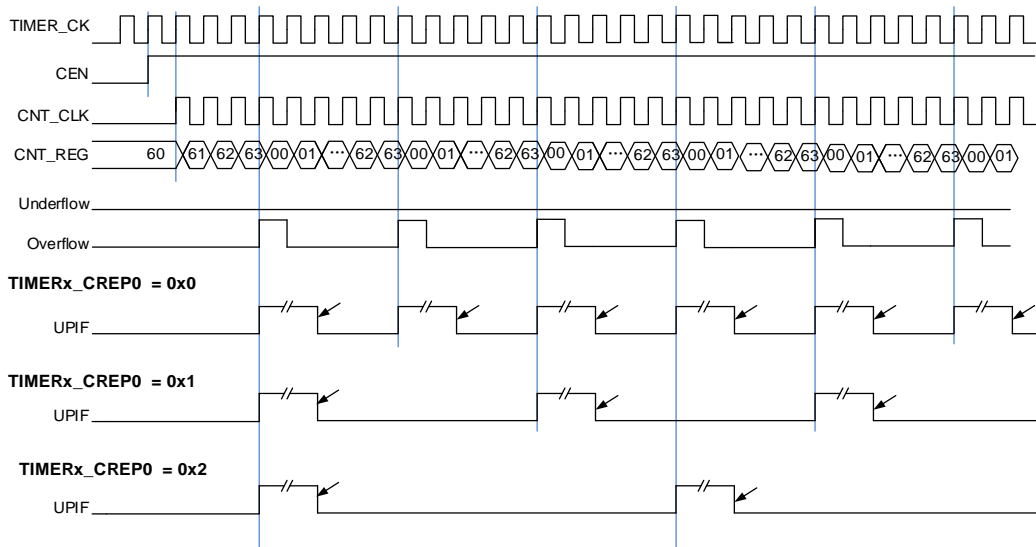 TIMER_CK
CEN
CNT_CLK
CNT_REG 60 61 62 63 00 01 ... 62 63 00 01 ... 62 63 00 01 ... 62 63 00 01 ... 62 63 00 01 ... 62 63 00 01
Underflow
Overflow
TIMERx_CREP0 = 0x0
UPIF
TIMERx_CREP0 = 0x1
UPIF
TIMERx_CREP0 = 0x2
UPIF